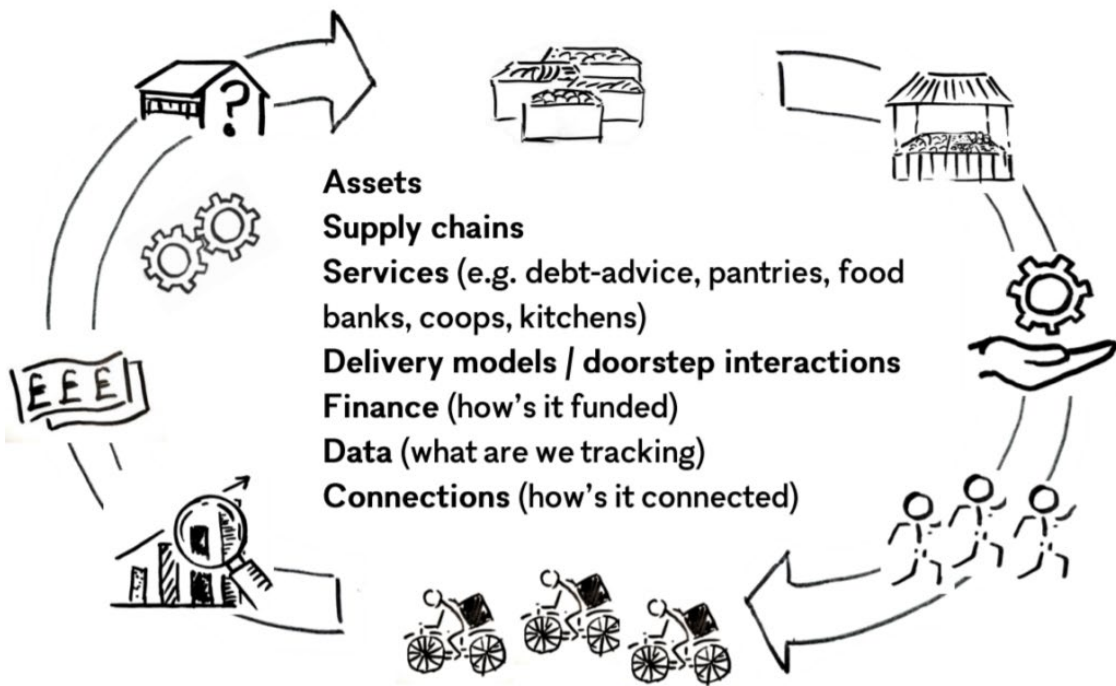 ?
Assets
Supply chains
Services (e.g. debt-advice, pantries, food
banks, coops, kitchens)
Delivery models / doorstep interactions
£££
Finance (how's it funded)
Data (what are we tracking)
Connections (how's it connected)